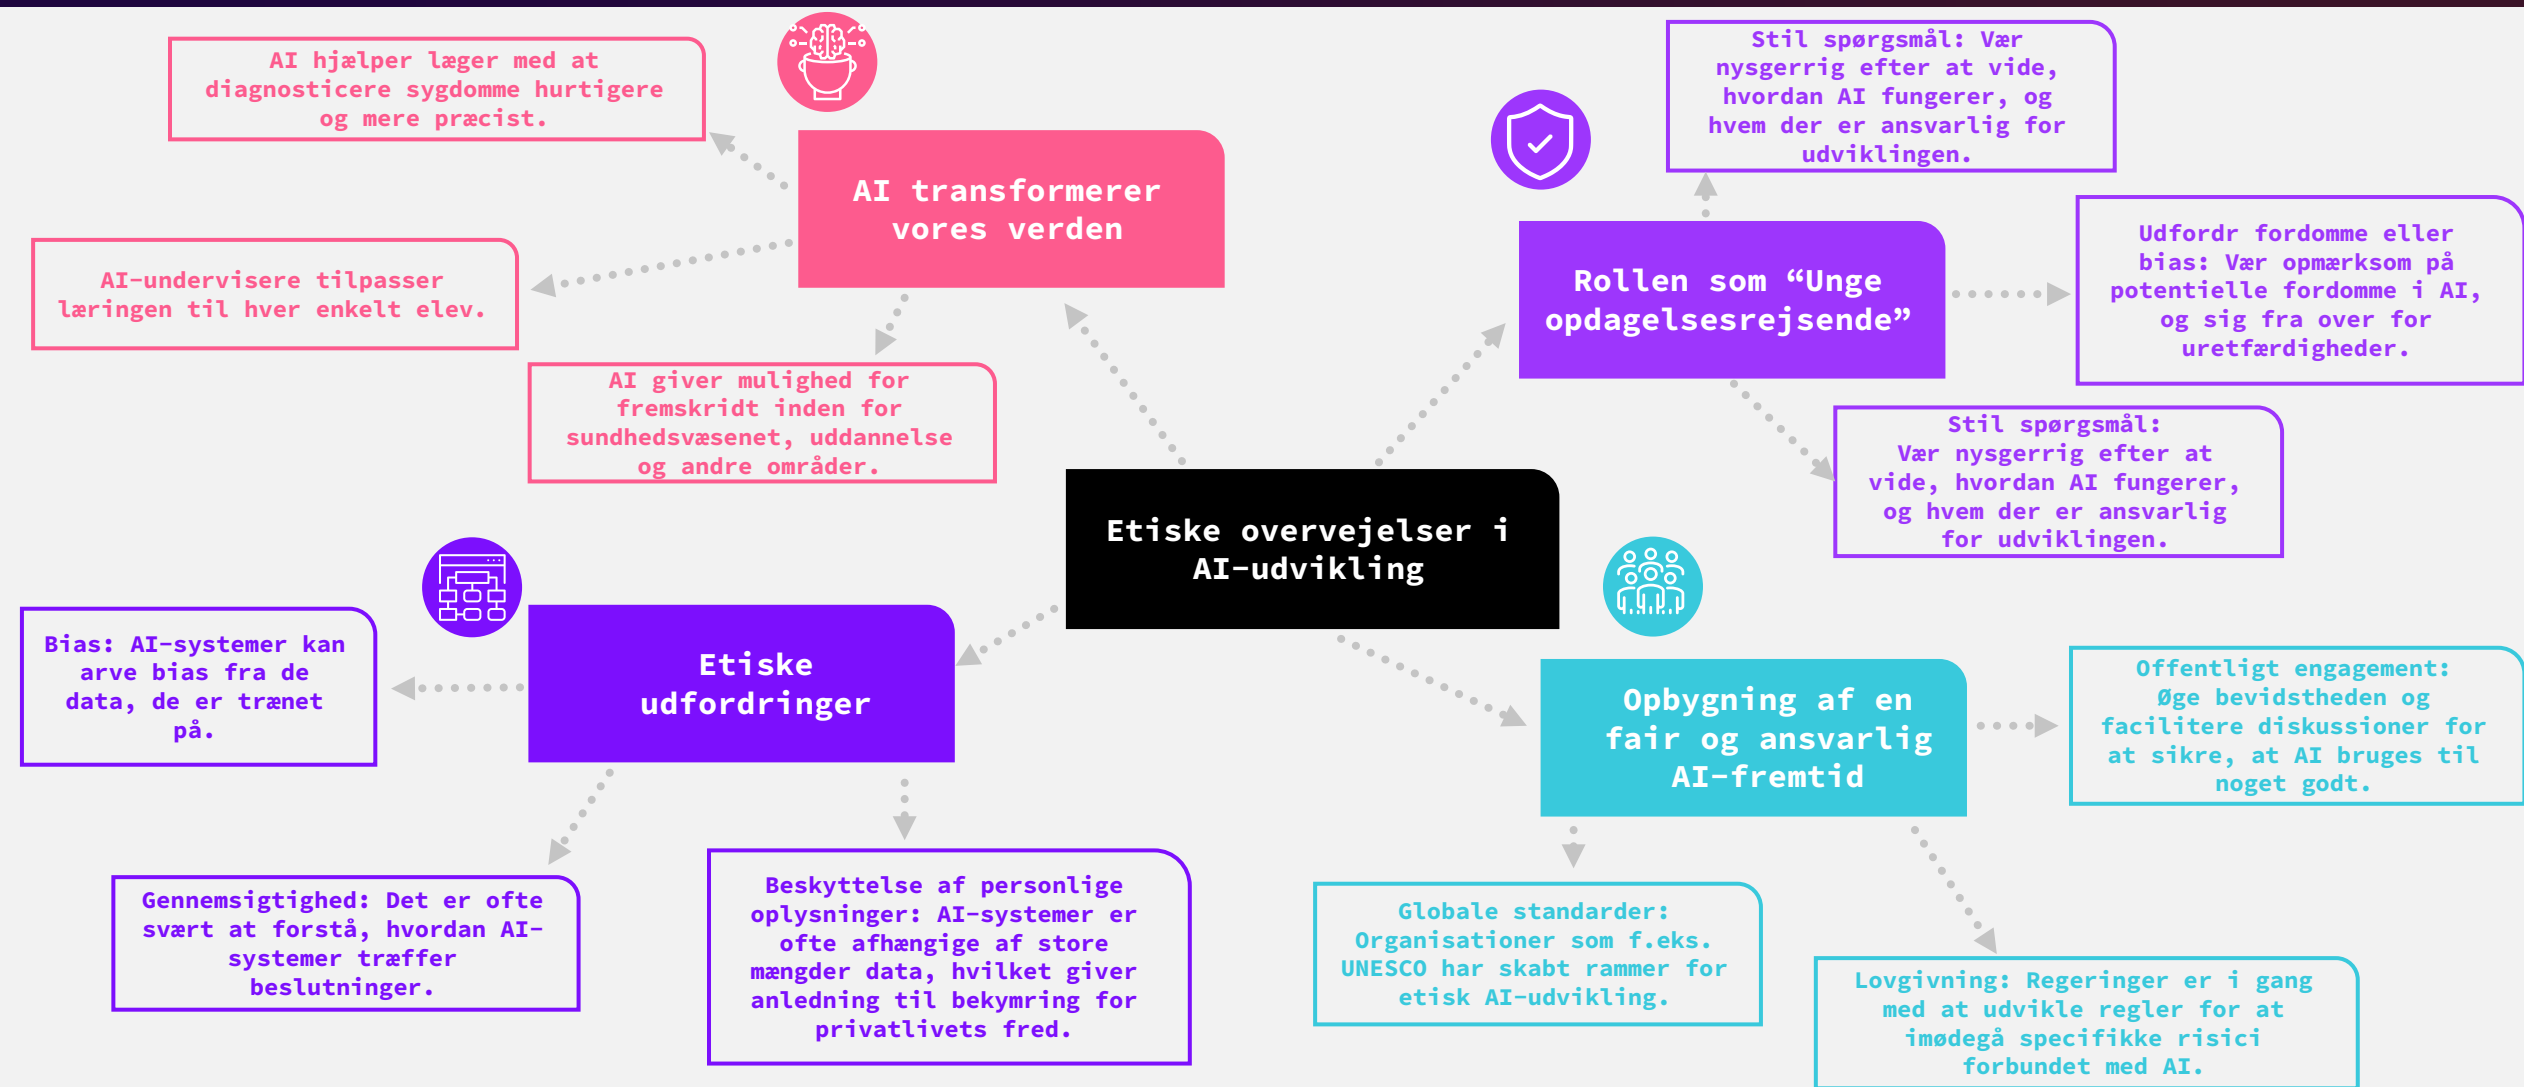 AI hjælper læger med at
diagnosticere sygdomme hurtigere
og mere præcist.
AI transformerer
vores verden
AI-undervisere tilpasser
læringen til hver enkelt elev.
AI giver mulighed for
fremskridt inden for
sundhedsvæsenet, uddannelse
og andre områder.
Stil spørgsmål: Vær
nysgerrig efter at vide,
hvordan AI fungerer, og
hvem der er ansvarlig for
udviklingen.
Rollen som “Unge
opdagelsesrejsende”
Udfordr fordomme eller
bias: Vær opmærksom på
potentielle fordomme i AI,
og sig fra over for
uretfærdigheder.
Stil spørgsmål:
Vær nysgerrig efter at
vide, hvordan AI fungerer,
og hvem der er ansvarlig
for udviklingen.
Etiske overvejelser i
AI-udvikling
Etiske
udfordringer
Bias: AI-systemer kan
arve bias fra de
data, de er trænet
på.
Gennemsigtighed: Det er ofte
svært at forstå, hvordan AI-
systemer træffer
beslutninger.
Beskyttelse af personlige
oplysninger: AI-systemer er
ofte afhængige af store
mængder data, hvilket giver
anledning til bekymring for
privatlivets fred.
Opbygning af en
fair og ansvarlig
AI-fremtid
Offentligt engagement:
Øge bevidstheden og
facilitere diskussioner for
at sikre, at AI bruges til
noget godt.
Globale standarder:
Organisationer som f.eks.
UNESCO har skabt rammer for
etisk AI-udvikling.
Lovgivning: Regeringer er i gang
med at udvikle regler for at
imødegå specifikke risici
forbundet med AI.